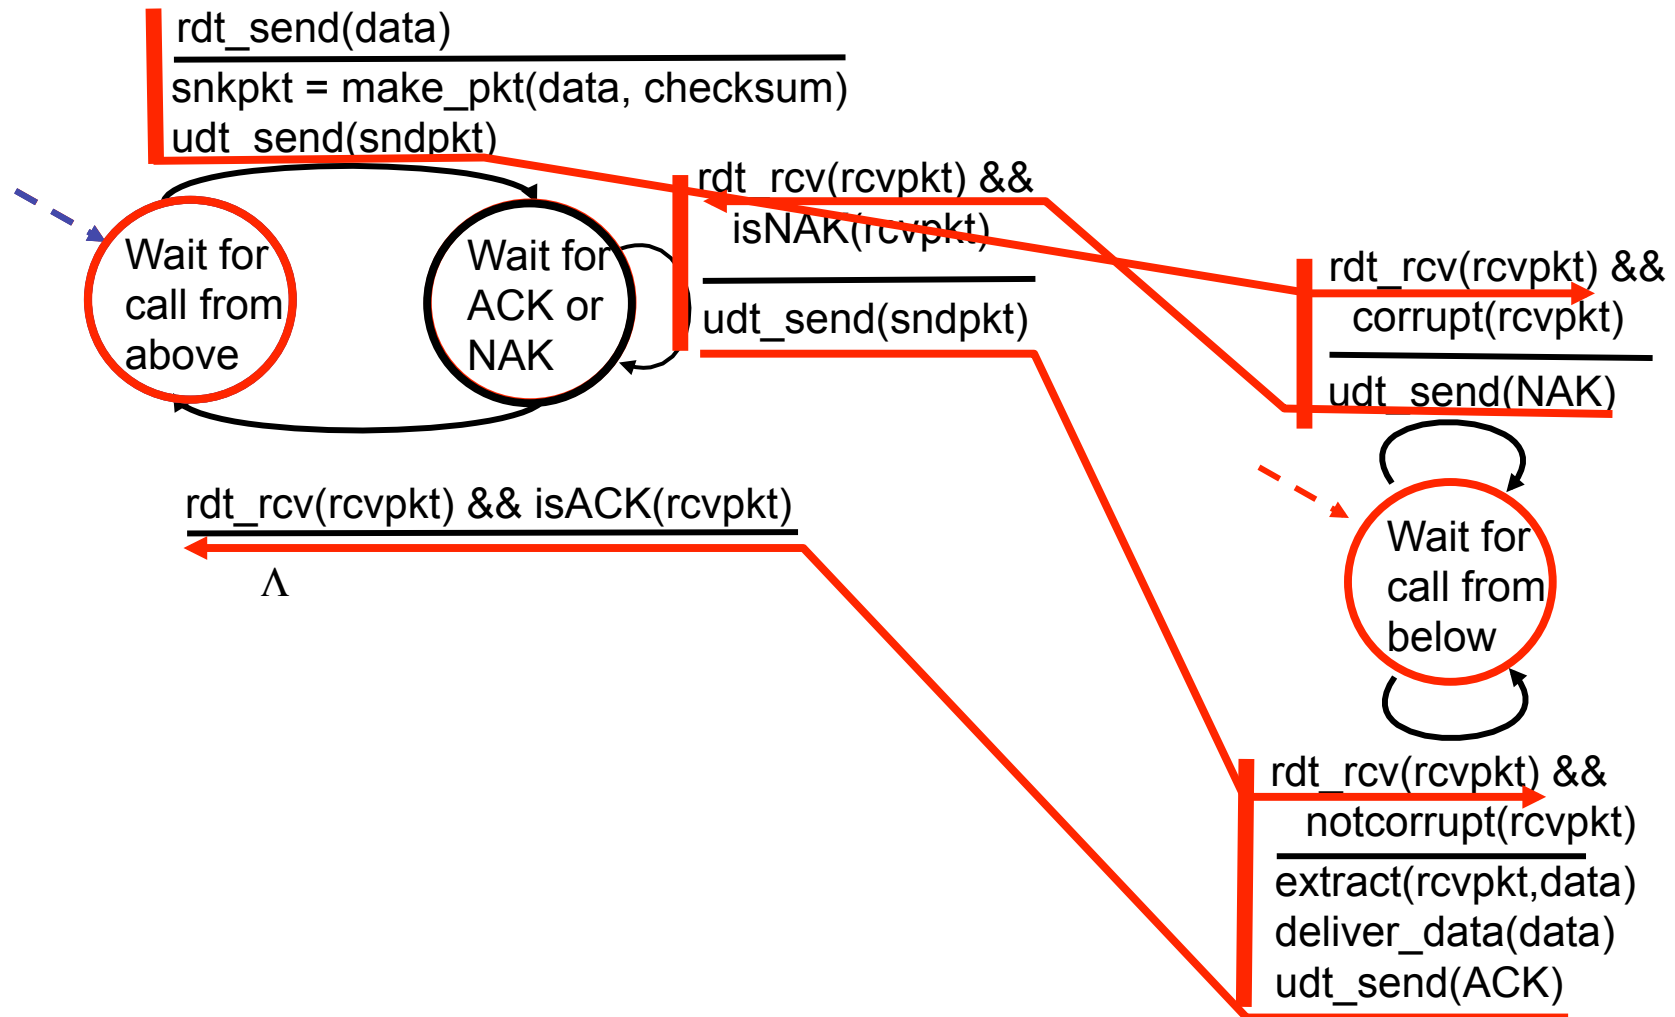 rdt_send(data)
snkpkt = make_pkt(data, checksum)
udt_send(sndpkt)
Wait for
call from
above
Wait for
ACK or
NAK
rdt_rcv(rcvpkt) &&
isNAK(rcvpkt)
udt_send(sndpkt)
rdt_rcv(rcvpkt) && isACK(rcvpkt)
Λ
rdt_rcv(rcvpkt) &&
corrupt(rcvpkt)
udt_send(NAK)
Wait for
call from
below
rdt_rcv(rcvpkt) &&
notcorrupt(rcvpkt)
extract(rcvpkt,data)
deliver_data(data)
udt_send(ACK)